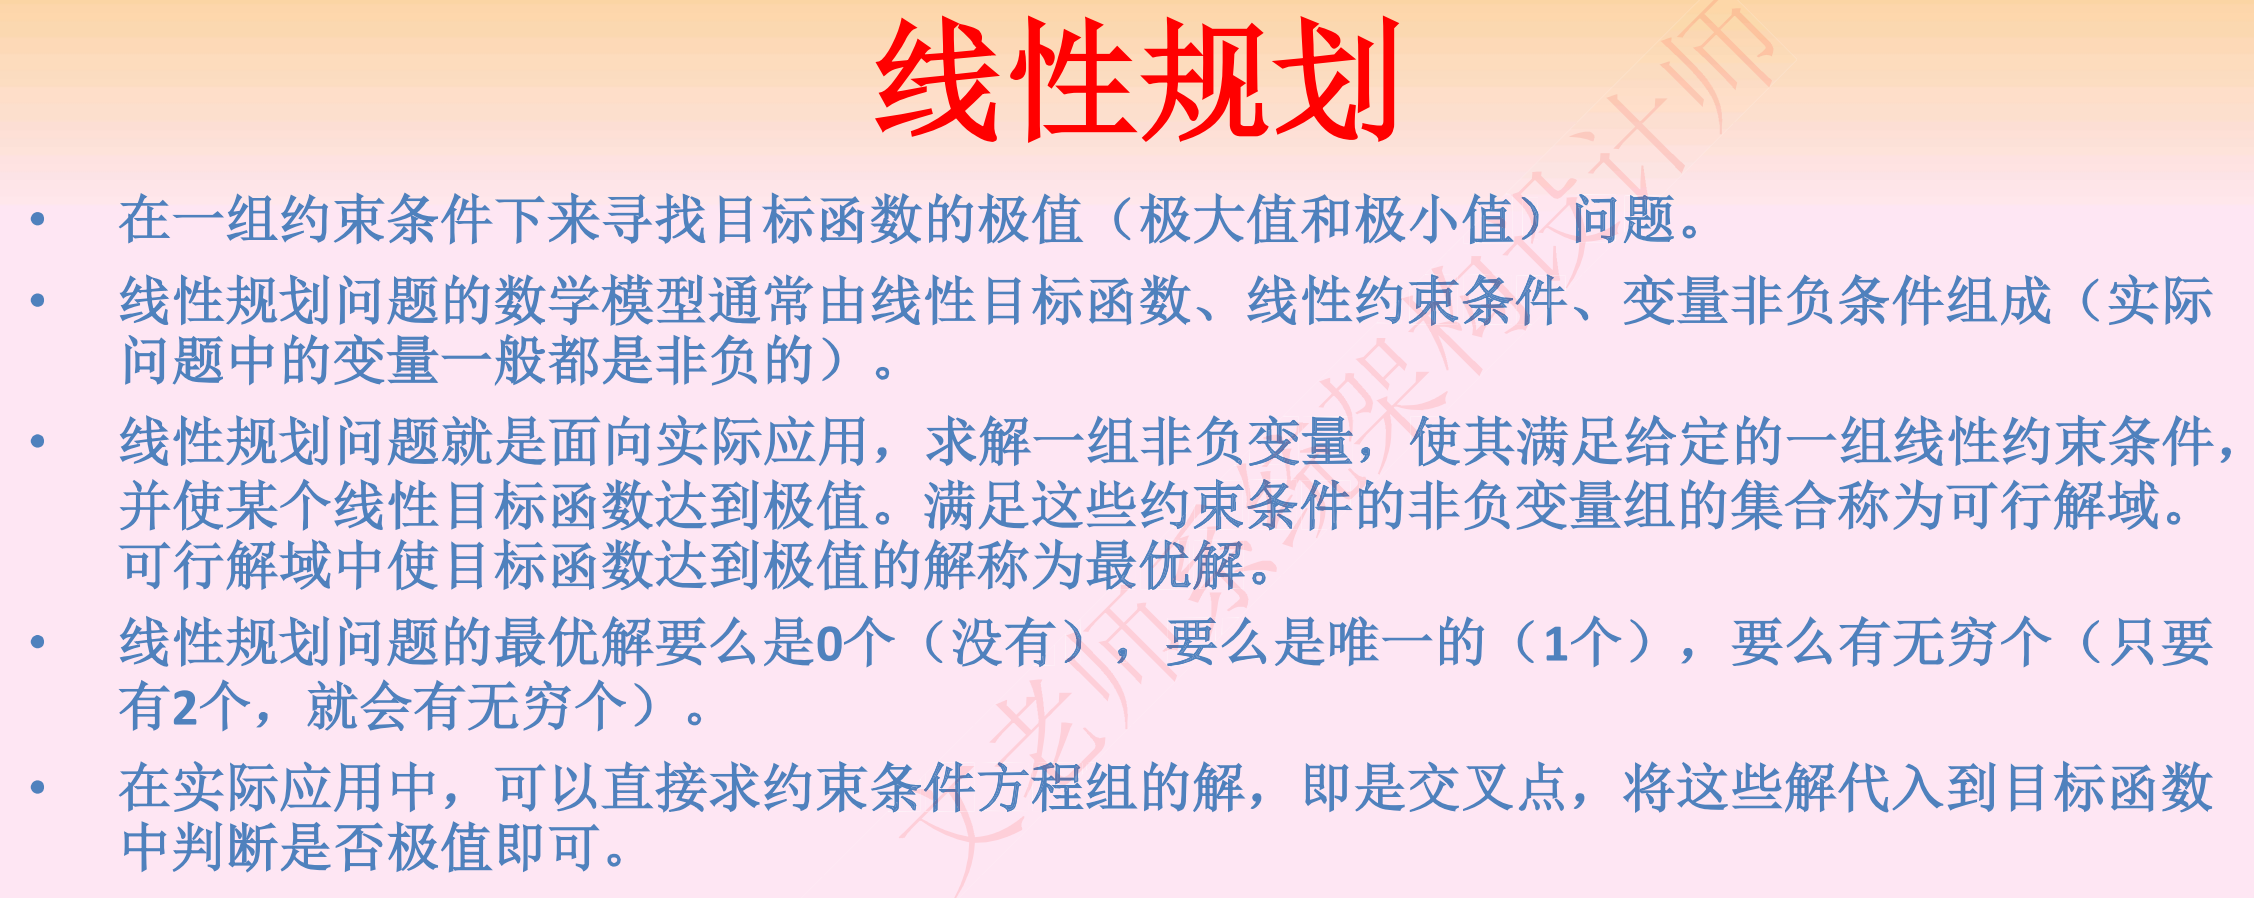 线性规划
• 在一组约束条件下来寻找目标函数的极值（极大值和极小值）问题。
• 线性规划问题的数学模型通常由线性目标函数、线性约束条件、变量非负条件组成（实际
问题中的变量一般都是非负的）。
• 线性规划问题就是面向实际应用，求解一组非负变量，使其满足给定的一组线性约束条件，
并使某个线性目标函数达到极值。满足这些约束条件的非负变量组的集合称为可行解域。
可行解域中使目标函数达到极值的解称为最优解。
• 线性规划问题的最优解要么是0个（没有），要么是唯一的（1个），要么有无穷个（只要
有2个，就会有无穷个）。
• 在实际应用中，可以直接求约束条件方程组的解，即是交叉点，将这些解代入到目标函数
中判断是否极值即可。
文老师系统架构设计师